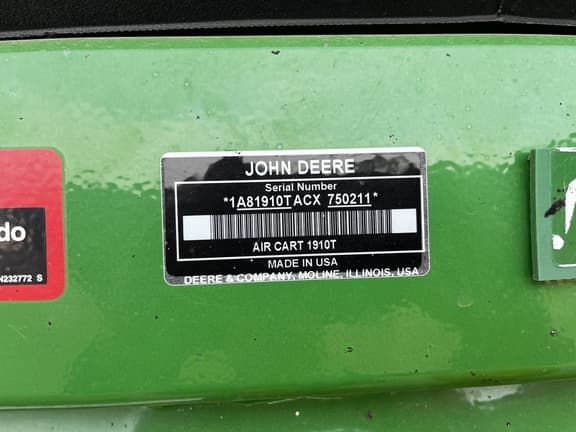 JOHN DEERE
Serial Number
*1A81910TACX 750211*
AIR CART 1910T
MADE IN USA
DEERE & COMPANY, MOLINE, ILLINOIS, USA
do
N232772 S